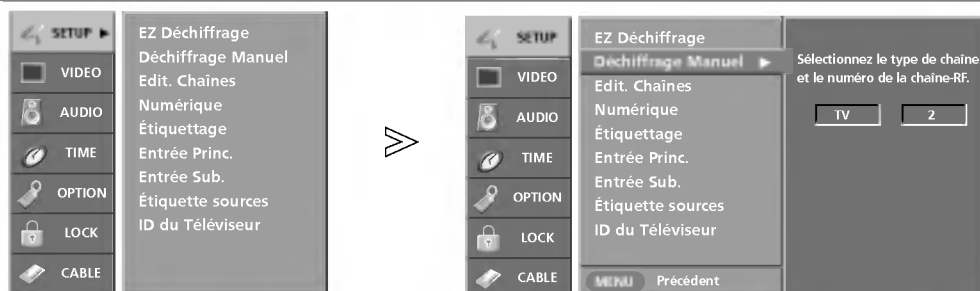 SETUP
VIDEO
AUDIO
TIME
OPTION
LOCK
CABLE
EZ Déchiffrage
Déchiffrage Manuel
Edit. Chaînes
Numérique
Étiquettage
Entrée Princ.
Entrée Sub.
Étiquette sources
ID du Téléviseur
SETUP
VIDEO
AUDIO
TIME
OPTION
LOCK
CABLE
EZ Déchiffrage
Déchiffrage Manuel
Edit. Chaînes
Numérique
Étiquettage
Entrée Princ.
Entrée Sub.
Étiquette sources
ID du Téléviseur
MENU Précédent
Sélectionnez le type de chaîne
et le numéro de la chaîne-RF.
TV 2